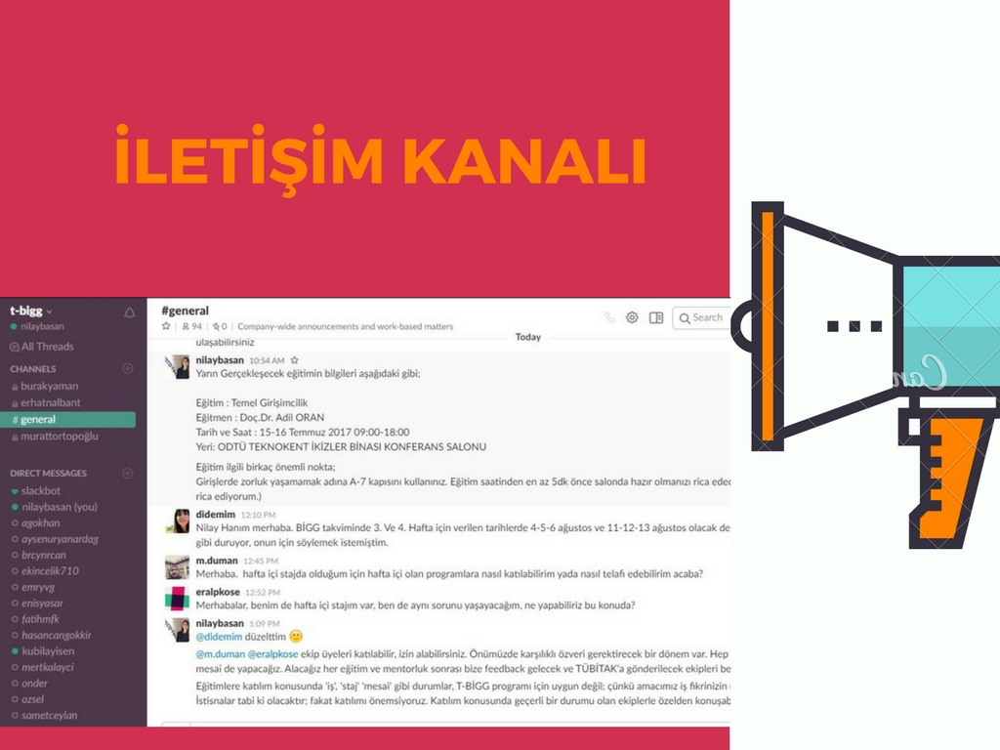 İLETİŞİM KANALI
t-bigg
nilaybasan
All Threads
CHANNELS
burakyaman
erhatnalbant
# general
murattortopoğlu
DIRECT MESSAGES
slackbot
nilaybasan (you)
agokhan
aysenuryanardag
brcynrcan
ekincelik710
emryvg
enisyasar
fatihmfk
hasancangokkir
kubilayisen
mertkalayci
onder
ozsel
sametceylan
#general
94 | 0 | Company-wide announcements and work-based matters
Search
Today
ulaşabilirsiniz
nilaybasan 10:54 AM
Yarın Gerçekleşecek eğitimin bilgileri aşağıdaki gibi;
Eğitim : Temel Girişimcilik
Eğitmen : Doç.Dr. Adil ORAN
Tarih ve Saat : 15-16 Temmuz 2017 09:00-18:00
Yeri: ODTÜ TEKNOKENT İKİZLER BİNASI KONFERANS SALONU
Eğitim ilgili birkaç önemli nokta;
Girişlerde zorluk yaşamamak adına A-7 kapısını kullanınız. Eğitim saatinden en az 5dk önce salonda hazır olmanızı rica edec
rica ediyorum.)
didemim 12:10 PM
Nilay Hanım merhaba. BİGG takviminde 3. Ve 4. Hafta için verilen tarihlerde 4-5-6 ağustos ve 11-12-13 ağustos olacak de
gibi duruyor, onun için söylemek istemiştim.
m.duman 12:45 PM
Merhaba. hafta içi stajda olduğum için hafta içi olan programlara nasıl katılabilirim yada nasıl telafi edebilirim acaba?
eralpkose 12:52 PM
Merhabalar, benim de hafta içi stajım var, ben de aynı sorunu yaşayacağım, ne yapabiliriz bu konuda?
nilaybasan 1:09 PM
@didemim düzelttim
@m.duman @eralpkose ekip üyeleri katılabilir, izin alabilirsiniz. Önümüzde karşılıklı özveri gerektirecek bir dönem var. Hep
mesai de yapacağız. Alacağız her eğitim ve mentorluk sonrası bize feedback gelecek ve TÜBİTAK'a gönderilecek ekipleri be
Eğitimlere katılım konusunda 'iş', 'staj' 'mesai' gibi durumlar, T-BİGG programı için uygun değil; çünkü amacımız iş fikrinizin
İstisnalar tabi ki olacaktır; fakat katılımı önemsiyoruz. Katılım konusunda geçerli bir durumu olan ekiplerle özelden konuşab